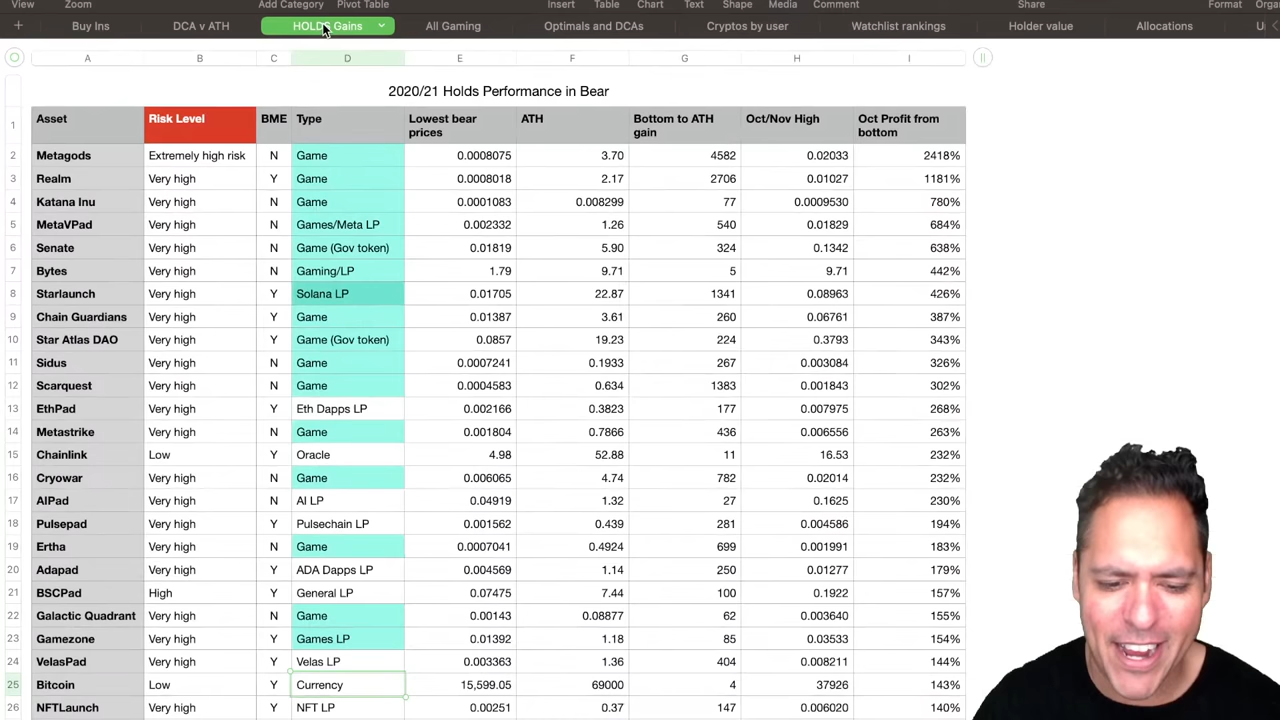 View Zoom Add Category Pivot Table Insert Table Chart Text Shape Media Comment Share Format
+ Buy Ins DCA v ATH HOLDS Gains All Gaming Optimals and DCAs Cryptos by user Watchlist rankings Holder value Allocations
A B C D E F G H I
2020/21 Holds Performance in Bear
1 Asset Risk Level BME Type Lowest bear prices ATH Bottom to ATH gain Oct/Nov High Oct Profit from bottom
2 Metagods Extremely high risk N Game 0.0008075 3.70 4582 0.02033 2418%
3 Realm Very high Y Game 0.0008018 2.17 2706 0.01027 1181%
4 Katana Inu Very high N Game 0.0001083 0.008299 77 0.0009530 780%
5 MetaVPad Very high N Games/Meta LP 0.002332 1.26 540 0.01829 684%
6 Senate Very high N Game (Gov token) 0.01819 5.90 324 0.1342 638%
7 Bytes Very high N Gaming/LP 1.79 9.71 5 9.71 442%
8 Starlaunch Very high Y Solana LP 0.01705 22.87 1341 0.08963 426%
9 Chain Guardians Very high Y Game 0.01387 3.61 260 0.06761 387%
10 Star Atlas DAO Very high Y Game (Gov token) 0.0857 19.23 224 0.3793 343%
11 Sidus Very high N Game 0.0007241 0.1933 267 0.003084 326%
12 Scarquest Very high N Game 0.0004583 0.634 1383 0.001843 302%
13 EthPad Very high Y Eth Dapps LP 0.002166 0.3823 177 0.007975 268%
14 Metastrike Very high N Game 0.001804 0.7866 436 0.006556 263%
15 Chainlink Low Y Oracle 4.98 52.88 11 16.53 232%
16 Cryowar Very high N Game 0.006065 4.74 782 0.02014 232%
17 AIPad Very high N AI LP 0.04919 1.32 27 0.1625 230%
18 Pulsepad Very high Y Pulsechain LP 0.001562 0.439 281 0.004586 194%
19 Ertha Very high N Game 0.0007041 0.4924 699 0.001991 183%
20 Adapad Very high Y ADA Dapps LP 0.004569 1.14 250 0.01277 179%
21 BSCPad High Y General LP 0.07475 7.44 100 0.1922 157%
22 Galactic Quadrant Very high N Game 0.00143 0.08877 62 0.003640 155%
23 Gamezone Very high Y Games LP 0.01392 1.18 85 0.03533 154%
24 VelasPad Very high Y Velas LP 0.003363 1.36 404 0.008211 144%
25 Bitcoin Low Y Currency 15,599.05 69000 4 37926 143%
26 NFTLaunch Very high Y NFT LP 0.00251 0.37 147 0.006020 140%